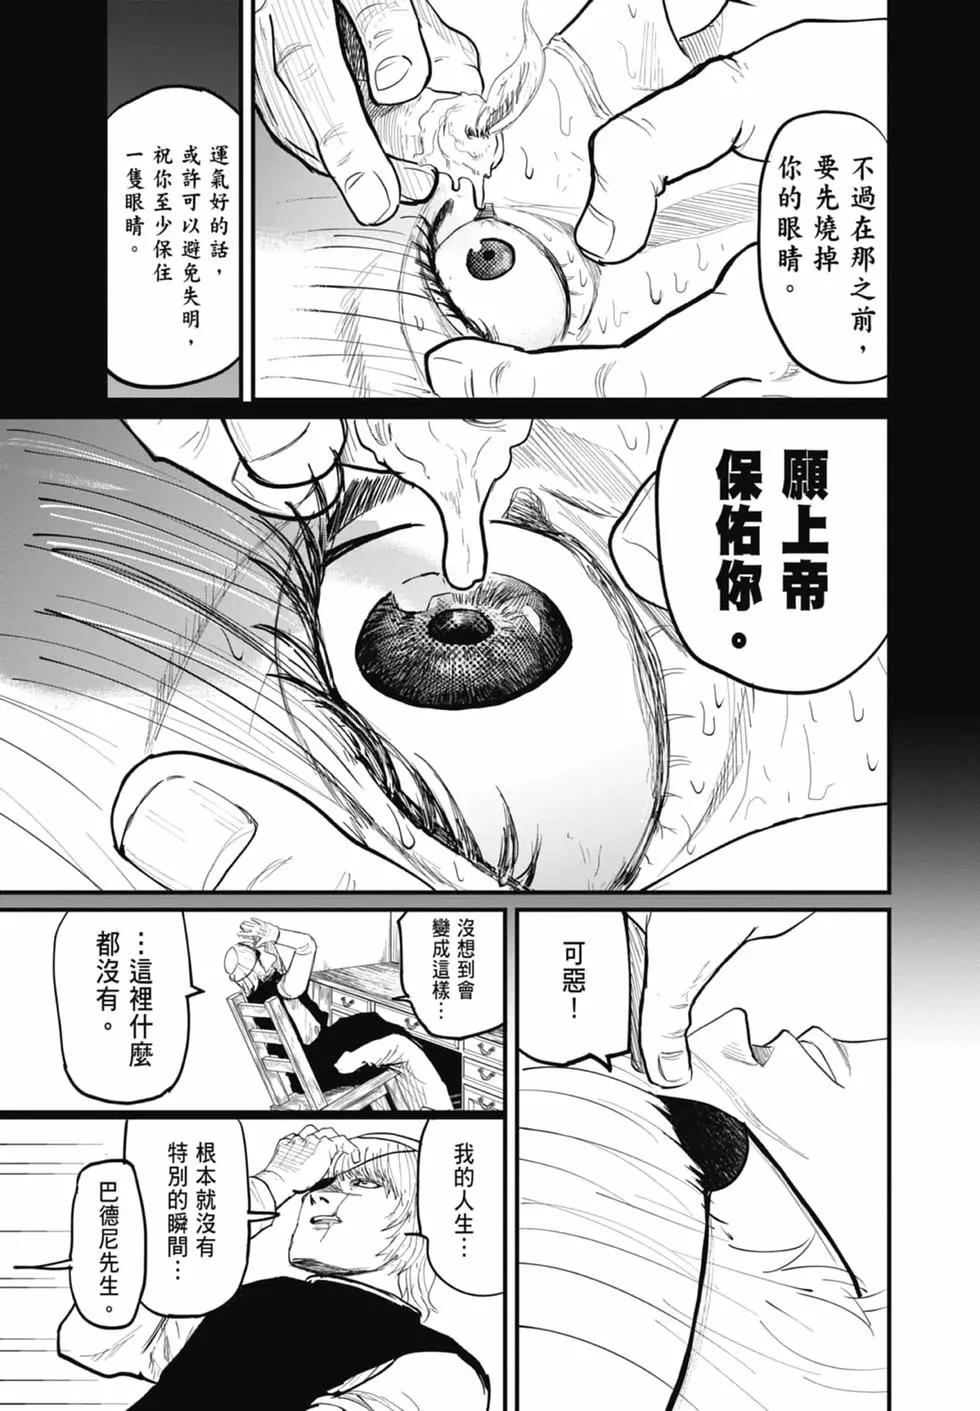 不過在那之前，
要先燒掉
你的眼睛。
運氣好的話，
或許可以避免失明，
祝你至少保住
一隻眼睛。
願上帝
保佑你。
可惡！
沒想到會
變成這樣…
…這裡什麼
都沒有。
我的人生…
根本就沒有
特別的瞬間…
巴德尼先生。